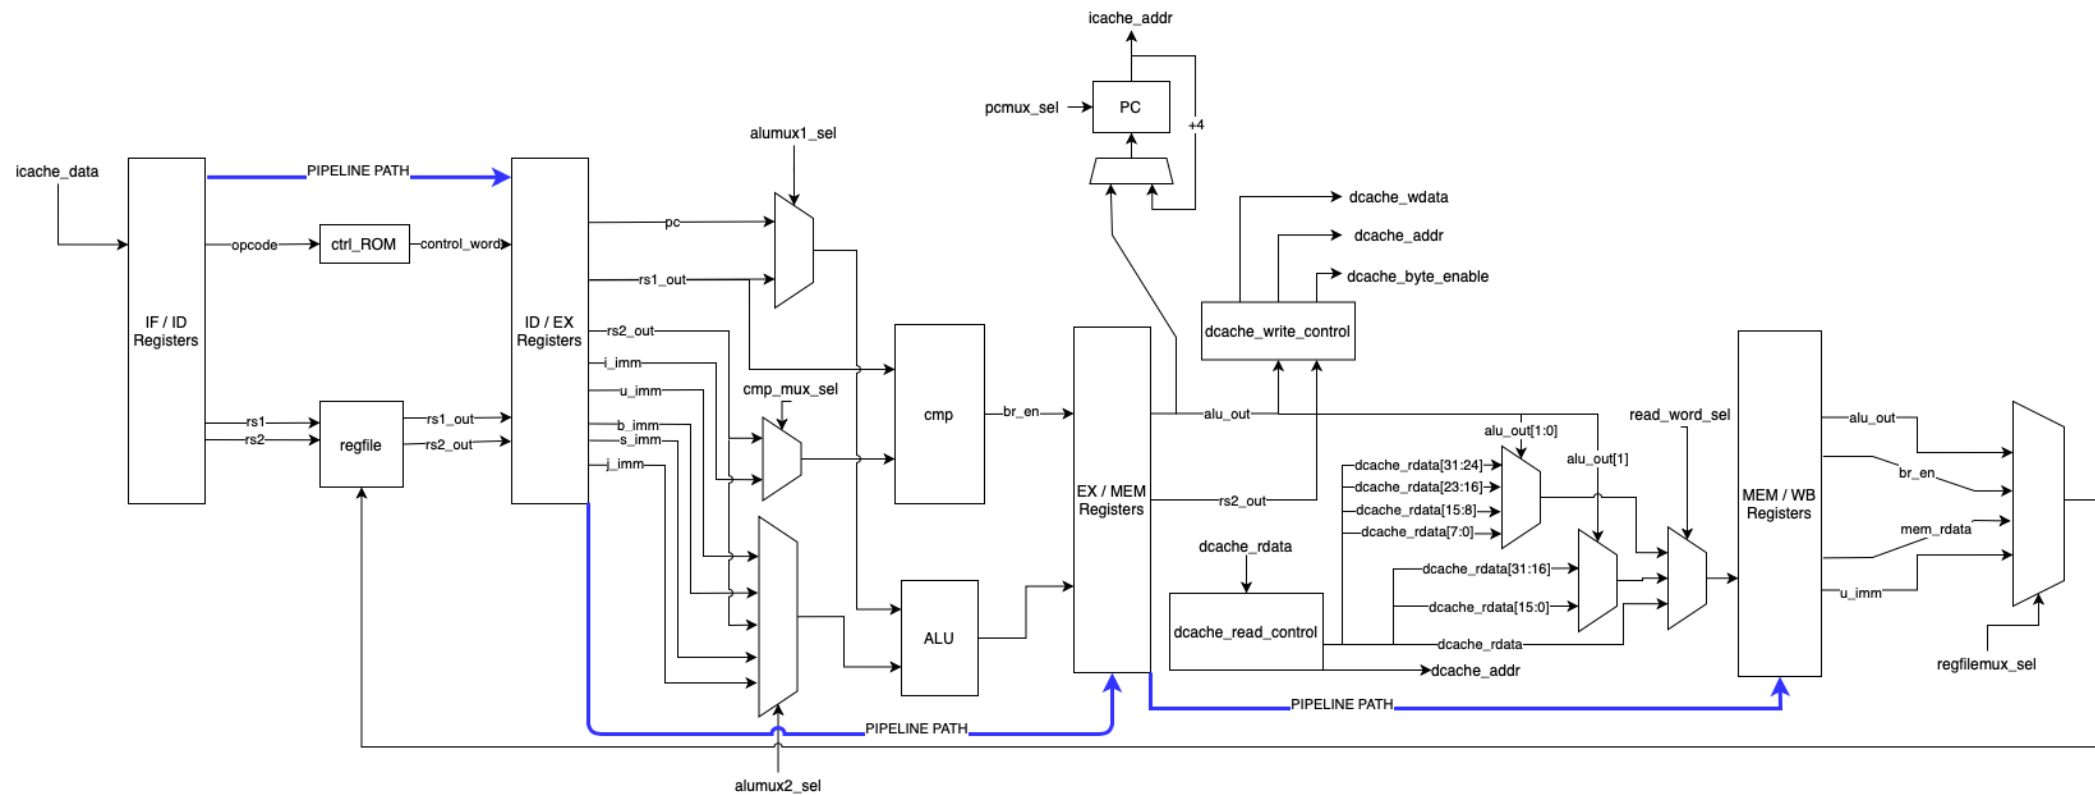 icache_addr
PC
pcmux_sel
+4
alumux1_sel
icache_data
PIPELINE PATH
opcode
ctrl_ROM
control_word
IF / ID
Registers
rs1
rs2
regfile
rs1_out
rs2_out
ID / EX
Registers
pc
rs1_out
rs2_out
i_imm
u_imm
b_imm
s_imm
j_imm
cmp_mux_sel
cmp
br_en
ALU
alumux2_sel
PIPELINE PATH
EX / MEM
Registers
dcache_wdata
dcache_addr
dcache_byte_enable
dcache_write_control
alu_out
rs2_out
alu_out[1:0]
alu_out[1]
read_word_sel
dcache_rdata[31:24]
dcache_rdata[23:16]
dcache_rdata[15:8]
dcache_rdata[7:0]
dcache_rdata
dcache_read_control
dcache_rdata[31:16]
dcache_rdata[15:0]
dcache_rdata
dcache_addr
PIPELINE PATH
MEM / WB
Registers
alu_out
br_en
mem_rdata
u_imm
regfilemux_sel